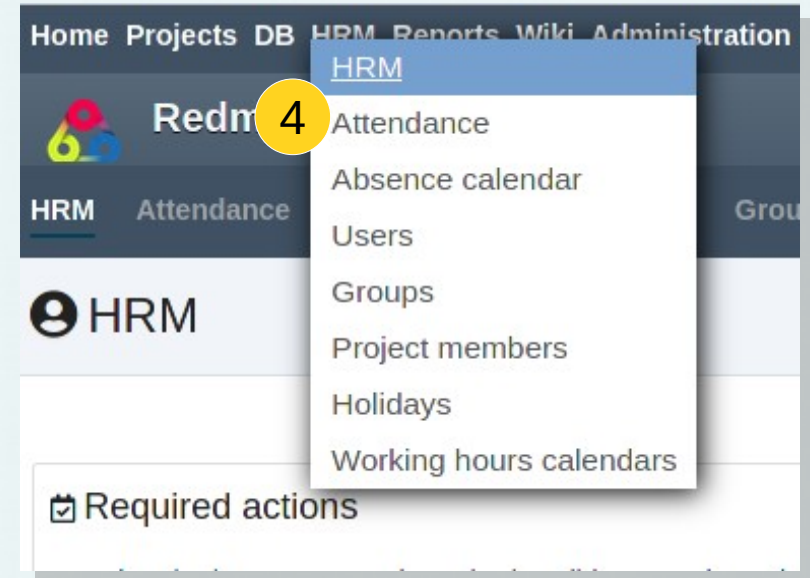 Home Projects DB HRM Reports Wiki Administration
HRM
Redm
4
Attendance
Absence calendar
HRM Attendance
Grou
Users
Groups
HRM
Project members
Holidays
Working hours calendars
Required actions